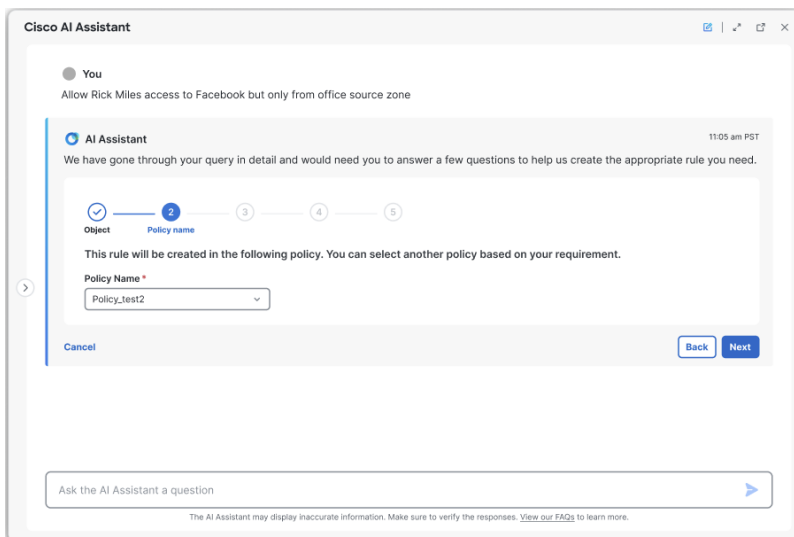 Cisco AI Assistant
You
Allow Rick Miles access to Facebook but only from office source zone
AI Assistant
11:05 am PST
We have gone through your query in detail and would need you to answer a few questions to help us create the appropriate rule you need.
2
3
4
5
Object
Policy name
This rule will be created in the following policy. You can select another policy based on your requirement.
Policy Name *
Policy_test2
Cancel
Back
Next
Ask the AI Assistant a question
The AI Assistant may display inaccurate information. Make sure to verify the responses. View our FAQs to learn more.